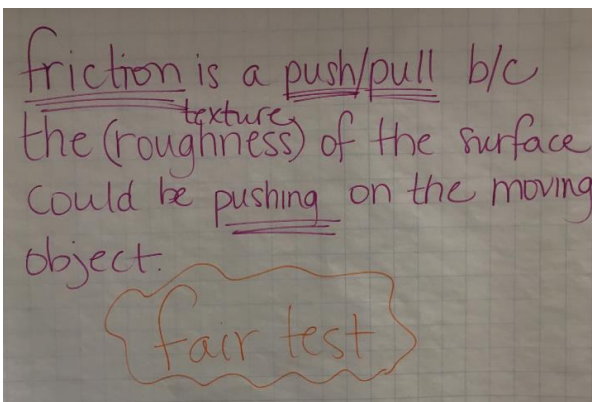 friction is a push/pull b/c
texture
the (roughness) of the surface
could be pushing on the moving
object.
fair test